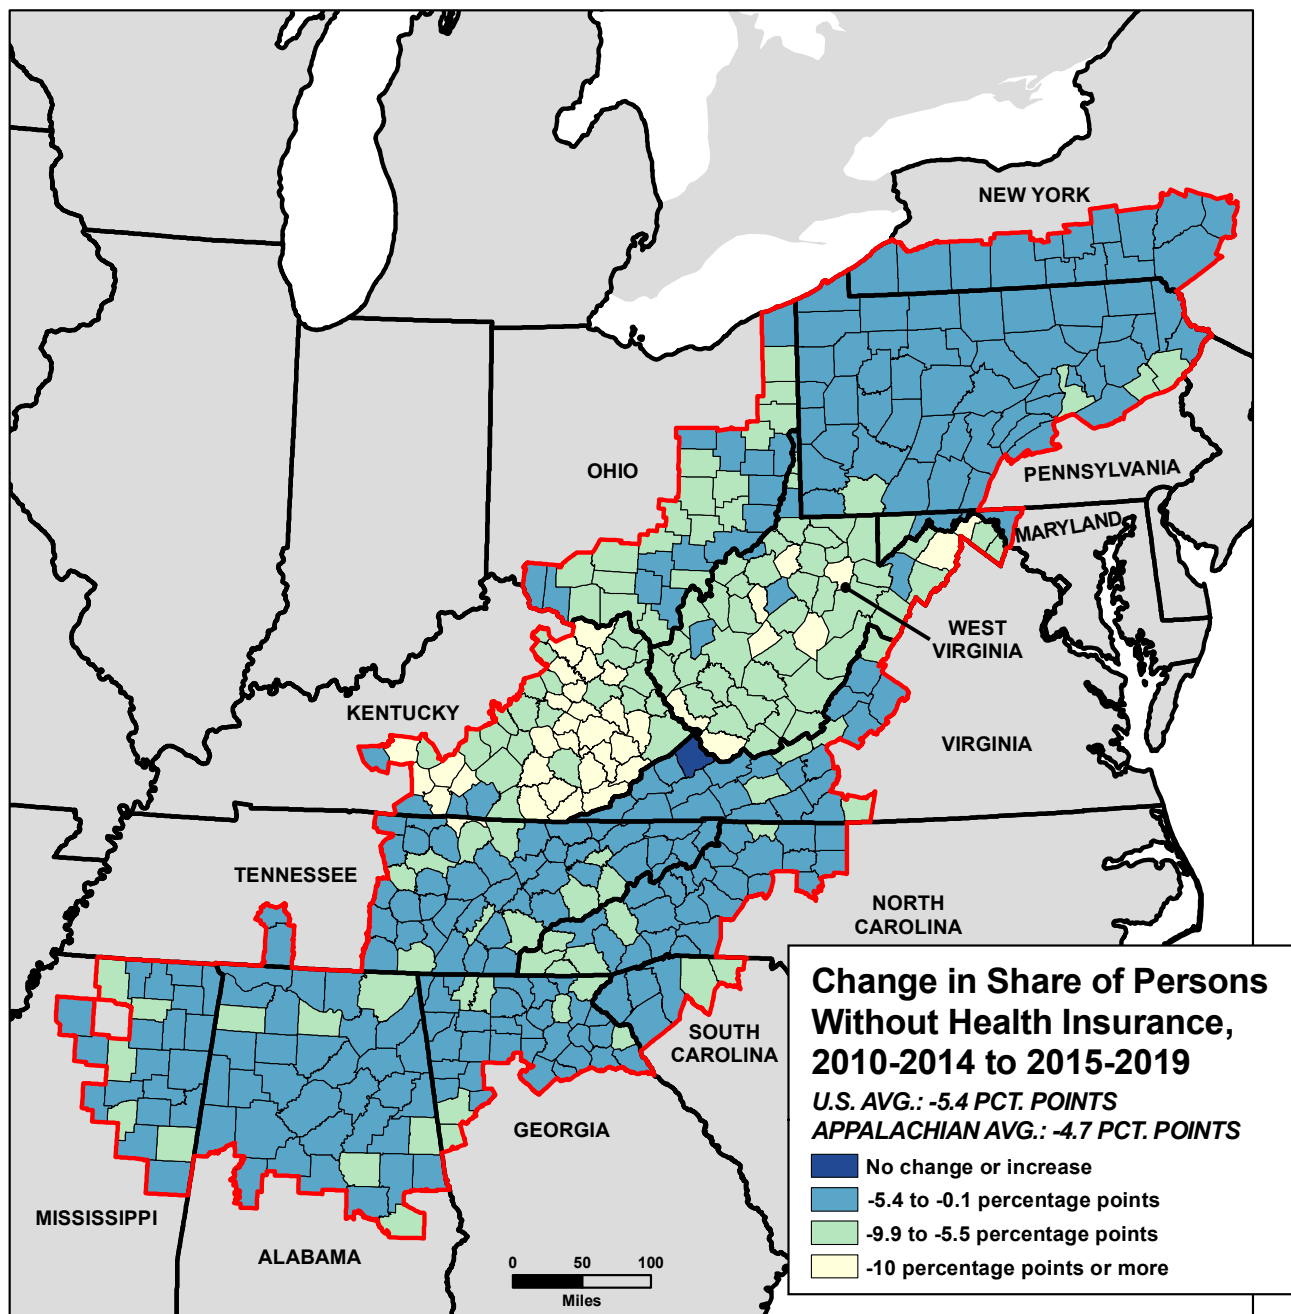 NEW YORK
OHIO
PENNSYLVANIA
MARYLAND
WEST
VIRGINIA
KENTUCKY
VIRGINIA
TENNESSEE
NORTH
CAROLINA
SOUTH
CAROLINA
GEORGIA
MISSISSIPPI
ALABAMA
Change in Share of Persons
Without Health Insurance,
2010-2014 to 2015-2019
U.S. AVG.: -5.4 PCT. POINTS
APPALACHIAN AVG.: -4.7 PCT. POINTS
No change or increase
-5.4 to -0.1 percentage points
-9.9 to -5.5 percentage points
-10 percentage points or more
0 50 100
Miles